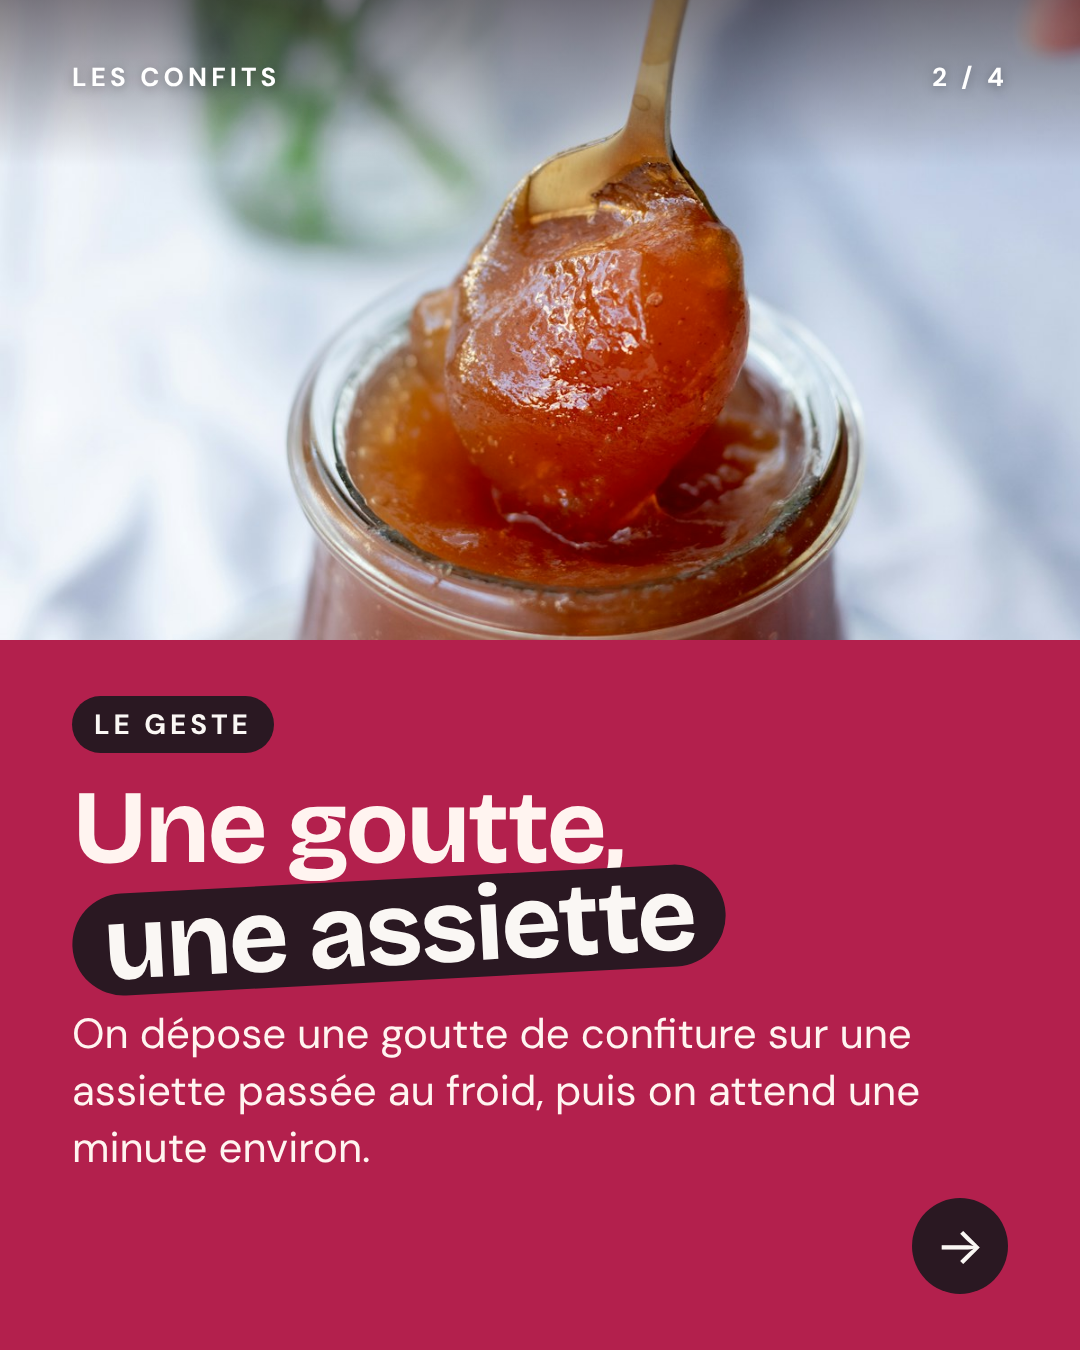 LES CONFITS
2 / 4
LE GESTE
Une goutte,
une assiette
On dépose une goutte de confiture sur une
assiette passée au froid, puis on attend une
minute environ.